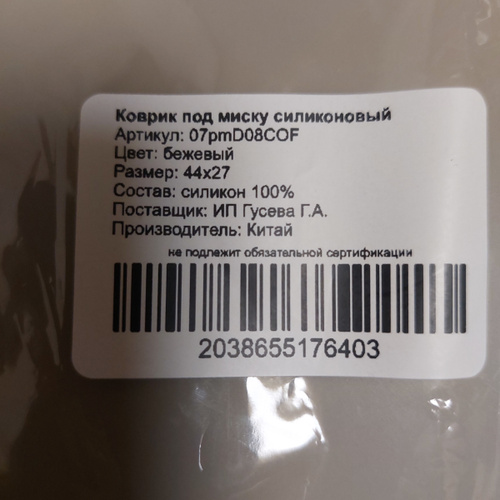 Коврик под миску силиконовый
Артикул: 07pmD08COF
Цвет: бежевый
Размер: 44х27
Состав: силикон 100%
Поставщик: ИП Гусева Г.А.
Производитель: Китай
не подлежит обязательной сертификации
2038655176403